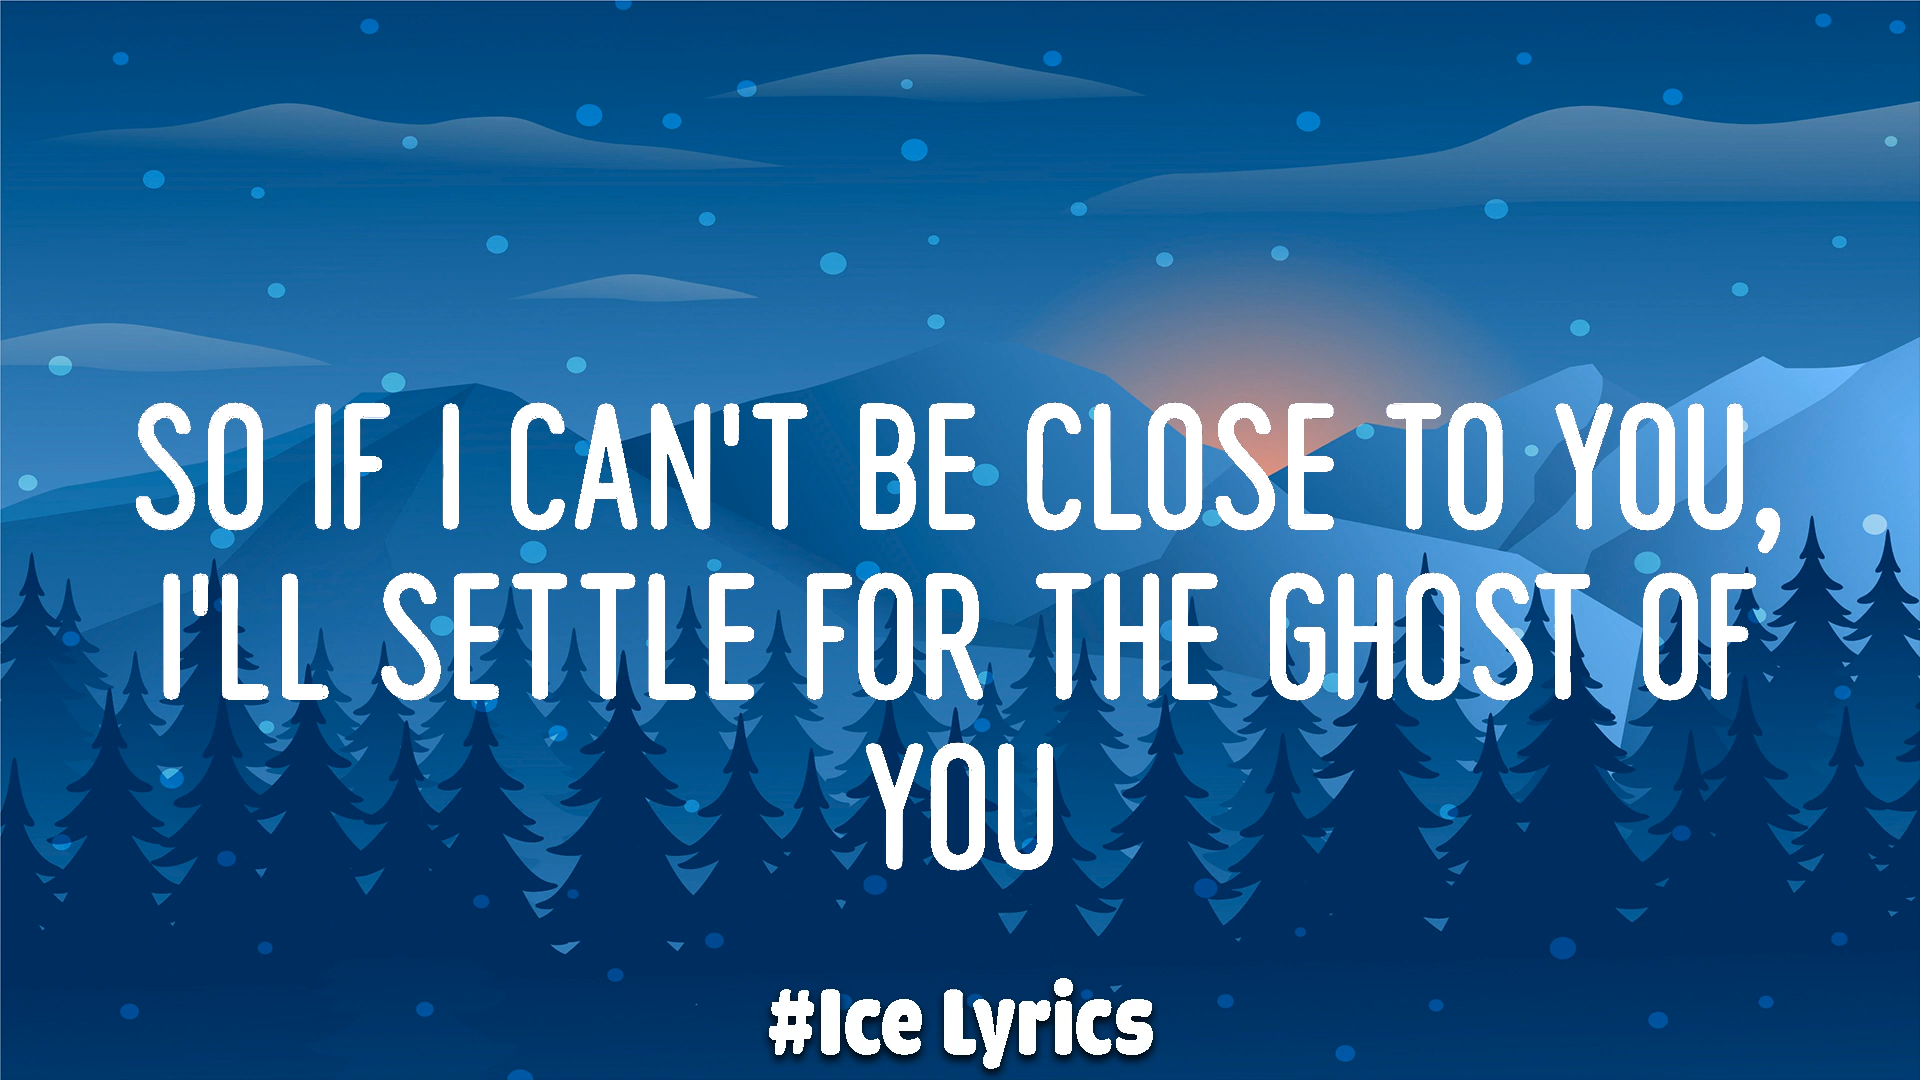 SO IF I CAN'T BE CLOSE TO YOU,
I'LL SETTLE FOR THE GHOST OF
YOU
#Ice Lyrics